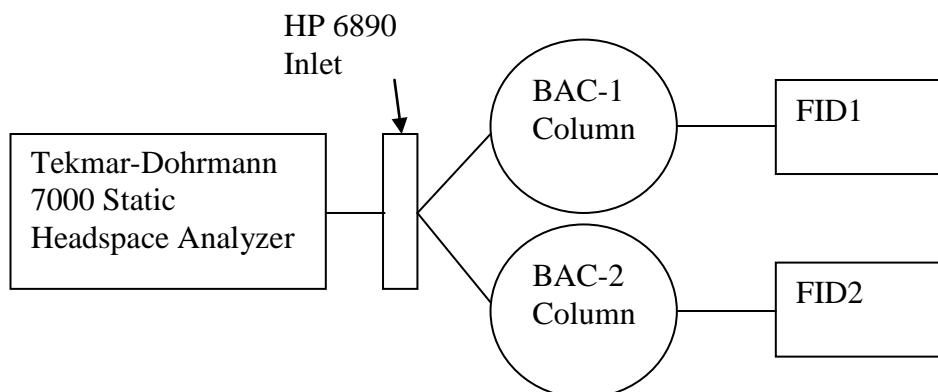 HP 6890
Inlet
Tekmar-Dohrmann
7000 Static
Headspace Analyzer
BAC-1
Column
FID1
BAC-2
Column
FID2